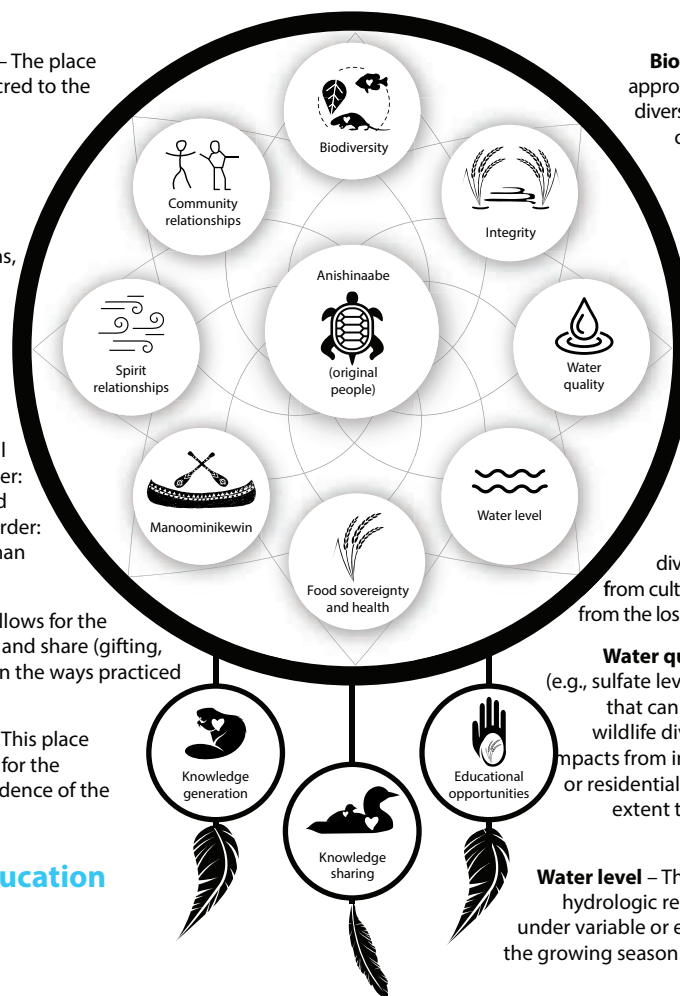 – The place
cred to the
ns,
l
er:
d
rder:
han
llows for the
and share (gifting,
n the ways practiced
This place
for the
dence of the
ucation
Biodiversity
Community
relationships
Integrity
Anishinaabe
(original
people)
Spirit
relationships
Water
quality
Manoominikewin
Water level
Food sovereignty
and health
Knowledge
generation
Knowledge
sharing
Educational
opportunities
Bio
appro
divers
c
div
from cult
from the los
Water qu
(e.g., sulfate lev
that can
wildlife div
mpacts from in
or residential
extent t
Water level – Th
hydrologic re
under variable or e
the growing season